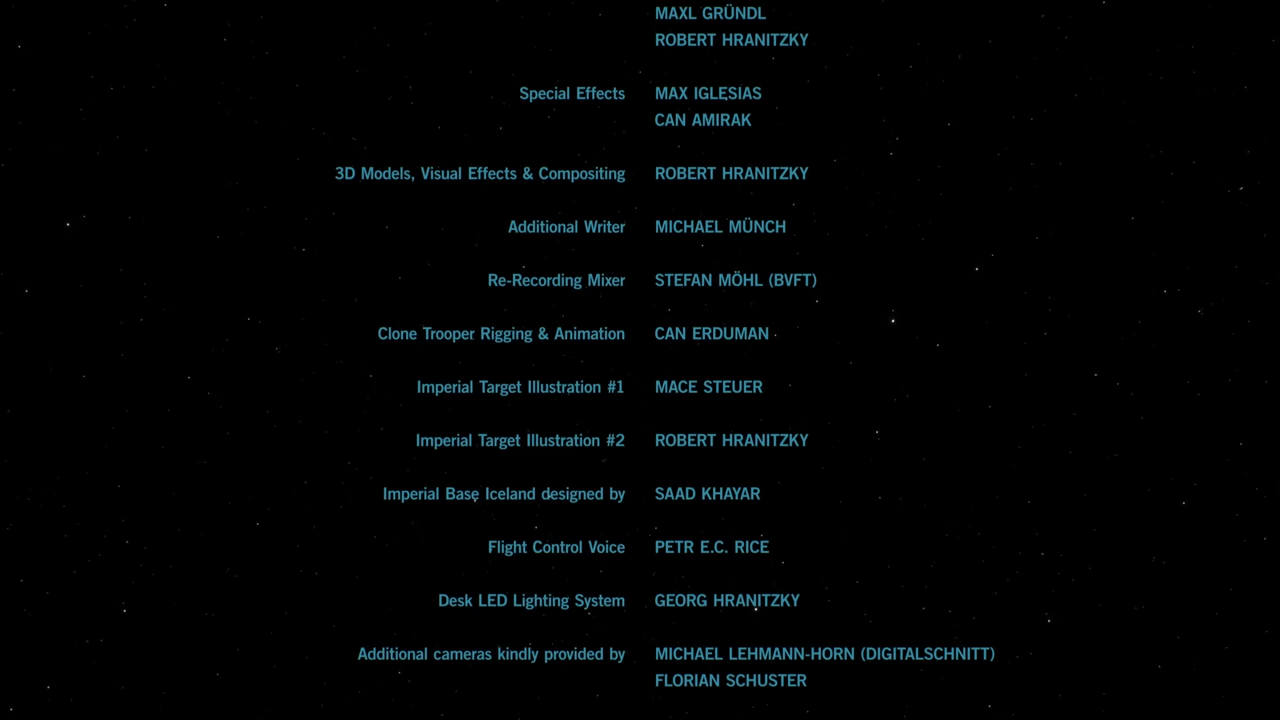 MAXL GRÜNDL
ROBERT HRANITZKY
Special Effects MAX IGLESIAS
CAN AMIRAK
3D Models, Visual Effects & Compositing ROBERT HRANITZKY
Additional Writer MICHAEL MÜNCH
Re-Recording Mixer STEFAN MÖHL (BVFT)
Clone Trooper Rigging & Animation CAN ERDUMAN
Imperial Target Illustration #1 MACE STEUER
Imperial Target Illustration #2 ROBERT HRANITZKY
Imperial Base Iceland designed by SAAD KHAYAR
Flight Control Voice PETR E.C. RICE
Desk LED Lighting System GEORG HRANITZKY
Additional cameras kindly provided by MICHAEL LEHMANN-HORN (DIGITALSCHNITT)
FLORIAN SCHUSTER